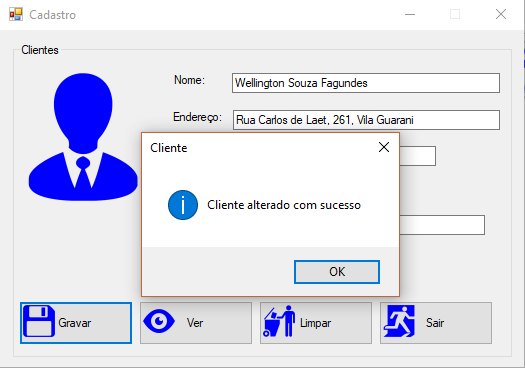 Cadastro
Clientes
Nome:
Wellington Souza Fagundes
Endereço:
Rua Carlos de Laet, 261, Vila Guarani
Cliente
Cliente alterado com sucesso
OK
Gravar
Ver
Limpar
Sair